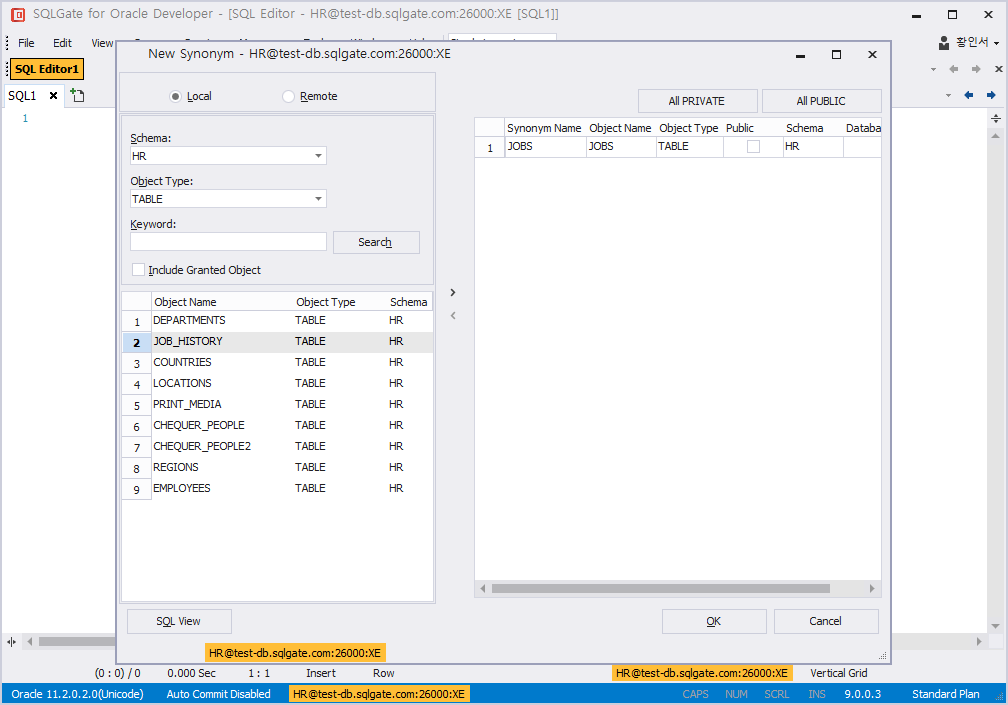 SQLGate for Oracle Developer - [SQL Editor - HR@test-db.sqlgate.com:26000:XE [SQL1]]
File Edit View
황인서
New Synonym - HR@test-db.sqlgate.com:26000:XE
SQL Editor1
SQL1
1
Local Remote
All PRIVATE All PUBLIC
Schema:
HR
Object Type:
TABLE
Keyword:
Search
Include Granted Object
Object Name Object Type Schema
1 DEPARTMENTS TABLE HR
2 JOB_HISTORY TABLE HR
3 COUNTRIES TABLE HR
4 LOCATIONS TABLE HR
5 PRINT_MEDIA TABLE HR
6 CHEQUER_PEOPLE TABLE HR
7 CHEQUER_PEOPLE2 TABLE HR
8 REGIONS TABLE HR
9 EMPLOYEES TABLE HR
Synonym Name Object Name Object Type Public Schema Databa
1 JOBS JOBS TABLE HR
SQL View OK Cancel
HR@test-db.sqlgate.com:26000:XE
(0 : 0) / 0 0.000 Sec 1 : 1 Insert Row HR@test-db.sqlgate.com:26000:XE Vertical Grid
Oracle 11.2.0.2.0(Unicode) Auto Commit Disabled HR@test-db.sqlgate.com:26000:XE CAPS NUM SCRL INS 9.0.0.3 Standard Plan